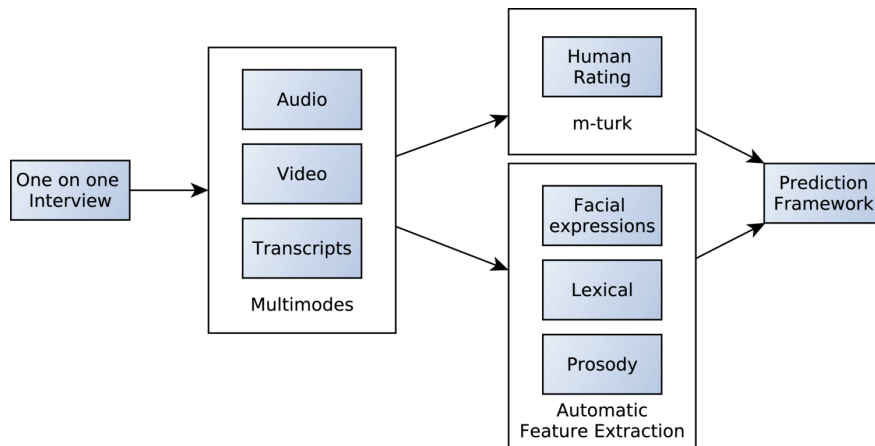 One on one
Interview
Audio
Video
Transcripts
Multimodes
Human
Rating
m-turk
Facial
expressions
Lexical
Prosody
Automatic
Feature Extraction
Prediction
Framework